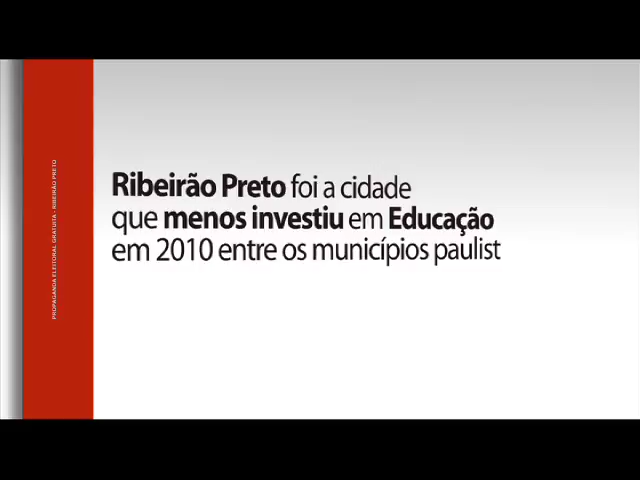 PROPAGANDA ELEITORAL GRATUITA - RIBEIRÃO PRETO
Ribeirão Preto foi a cidade
que menos investiu em Educação
em 2010 entre os municípios paulist